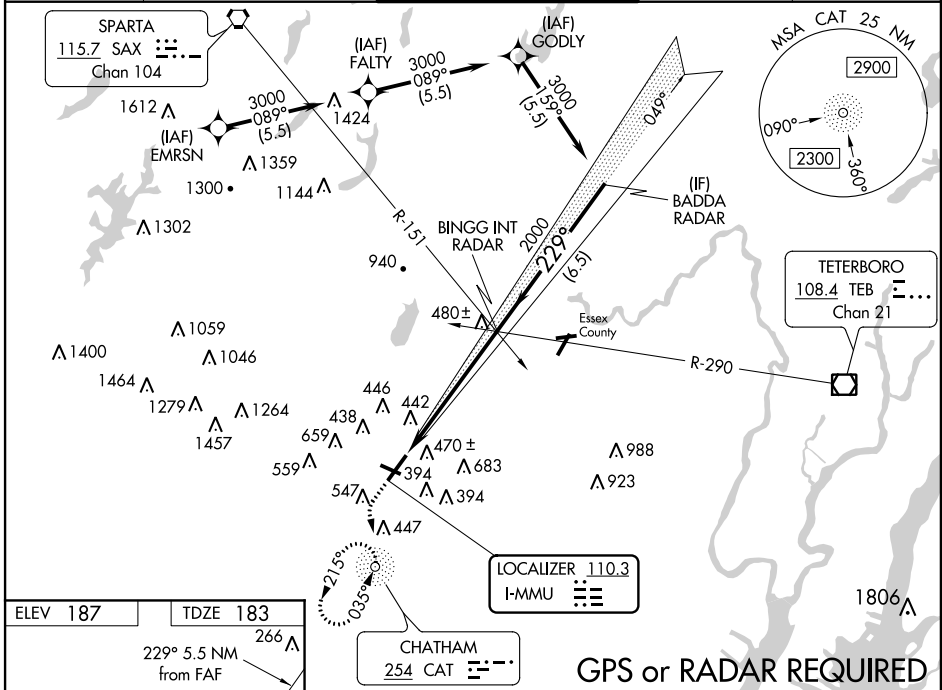 SPARTA
115.7 SAX
Chan 104
(IAF)
FALTY
(IAF)
GODLY
MSA CAT 25 NM
2900
090°
2300
360°
3000
089°
(5.5)
3000
159°
(5.5)
049°
1612
3000
089°
(5.5)
1424
(IAF)
EMRSN
1359
1300
1144
1302
R-151
BINGG INT
RADAR
2000
229°
(6.5)
(IF)
BADDA
RADAR
940
480±
Essex
County
TETERBORO
108.4 TEB
Chan 21
R-290
1059
1400
1046
1464
1279
1264
1457
446
442
438
659
559
470 ±
683
988
394
923
547
394
447
215°
035°
LOCALIZER 110.3
I-MMU
1806
ELEV 187
TDZE 183
266
229° 5.5 NM
from FAF
CHATHAM
254 CAT
GPS or RADAR REQUIRED